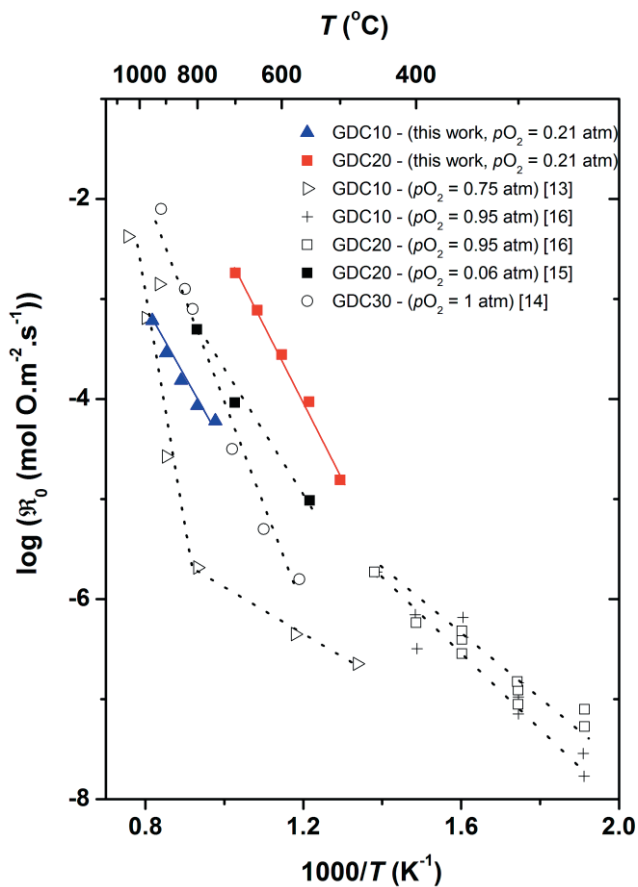 T (°C)
1000 800 600 400
GDC10 - (this work, pO₂ = 0.21 atm)
GDC20 - (this work, pO₂ = 0.21 atm)
GDC10 - (pO₂ = 0.75 atm) [13]
GDC10 - (pO₂ = 0.95 atm) [16]
GDC20 - (pO₂ = 0.95 atm) [16]
GDC20 - (pO₂ = 0.06 atm) [15]
GDC30 - (pO₂ = 1 atm) [14]
log (ℜ₀ (mol O.m⁻².s⁻¹))
-2
-4
-6
-8
0.8 1.2 1.6 2.0
1000/T (K⁻¹)